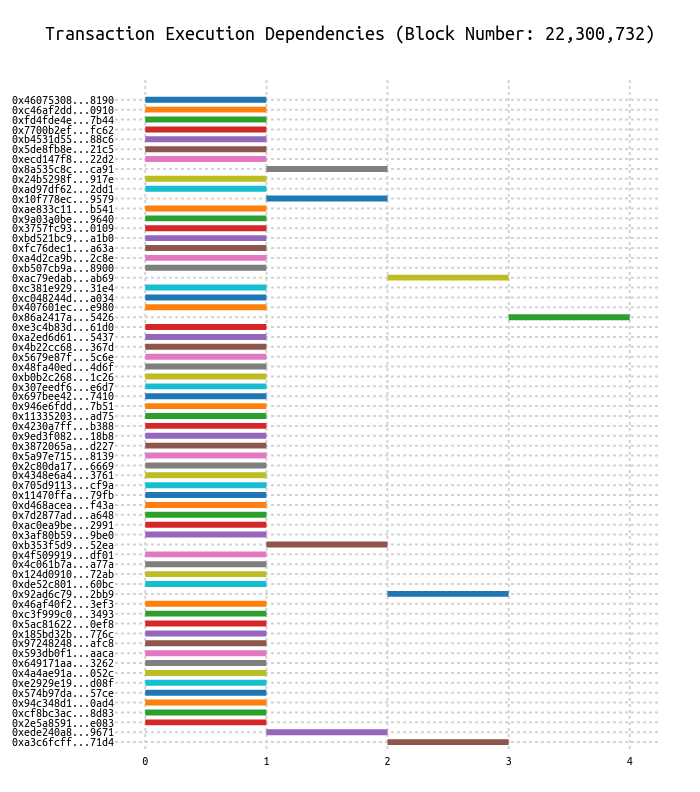 Transaction Execution Dependencies (Block Number: 22,300,732)
0x46075308...8190
0xc46af2dd...0910
0xfd4fde4e...7b44
0x7700b2ef...fc62
0xb4531d55...88c6
0x5de8fb8e...21c5
0xecd147f8...22d2
0x8a535c8c...ca91
0x24b5298f...917e
0xad97df62...2dd1
0x10f778ec...9579
0xae833c11...b541
0x9a03a0be...9640
0x3757fc93...0109
0xbd521bc9...a1b0
0xfc76dec1...a63a
0xa4d2ca9b...2c8e
0xb507cb9a...8900
0xac79edab...ab69
0xc381e929...31e4
0xc048244d...a034
0x407601ec...e980
0x86a2417a...5426
0xe3c4b83d...61d0
0xa2ed6d61...5437
0x4b22cc68...367d
0x5679e87f...5c6e
0x48fa40ed...4d6f
0xb0b2c268...1c26
0x307eedf6...e6d7
0x697bee42...7410
0x946e6fdd...7b51
0x11335203...ad75
0x4230a7ff...b388
0x9ed3f082...18b8
0x3872065a...d227
0x5a97e715...8139
0x2c80da17...6669
0x4348e6a4...3761
0x705d9113...cf9a
0x11470ffa...79fb
0xd468acea...f43a
0x7d2877ad...a648
0xac0ea9be...2991
0x3af80b59...9be0
0xb353f5d9...52ea
0x4f509919...df01
0x4c061b7a...a77a
0x124d0910...72ab
0xde52c801...60bc
0x92ad6c79...2bb9
0x46af40f2...3ef3
0xc3f999c0...3493
0x5ac81622...0ef8
0x185bd32b...776c
0x97248248...afc8
0x593db0f1...aaca
0x649171aa...3262
0x4a4ae91a...052c
0xe2929e19...d08f
0x574b97da...57ce
0x94c348d1...0ad4
0xcf8bc3ac...8d83
0x2e5a8591...e083
0xede240a8...9671
0xa3c6fcff...71d4
0 1 2 3 4